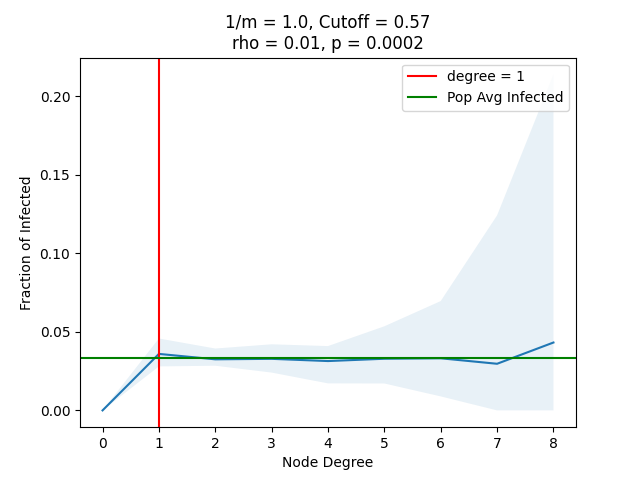 1/m = 1.0, Cutoff = 0.57
rho = 0.01, p = 0.0002
degree = 1
Pop Avg Infected
Fraction of Infected
0.20
0.15
0.10
0.05
0.00
0 1 2 3 4 5 6 7 8
Node Degree